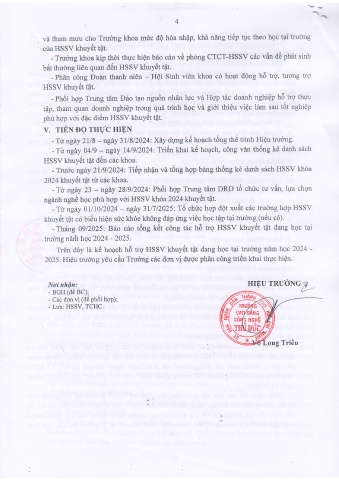 4
và tham mưu cho Trưởng khoa mức độ hòa nhập, khả năng tiếp tục theo học tại trường
của HSSV khuyết tật.
- Trưởng khoa kịp thời thực hiện báo cáo về phòng CTCT-HSSV các vấn đề phát sinh
bất thường liên quan đến HSSV khuyết tật.
- Phân công Đoàn thanh niên – Hội Sinh viên khoa có hoạt động hỗ trợ, tương trợ
HSSV khuyết tật.
- Phối hợp Trung tâm Đào tạo nguồn nhân lực và Hợp tác doanh nghiệp hỗ trợ thực
tập, tham quan doanh nghiệp trong quá trình học và giới thiệu việc làm sau tốt nghiệp
phù hợp với đặc điểm HSSV khuyết tật.
V. TIẾN ĐỘ THỰC HIỆN
- Từ ngày 21/8 – ngày 31/8/2024: Xây dựng kế hoạch tổng thể trình Hiệu trưởng.
- Từ ngày 04/9 – ngày 14/9/2024: Triển khai kế hoạch, công văn thống kê danh sách
HSSV khuyết tật đến các khoa.
- Trước ngày 21/9/2024: Tiếp nhận và tổng hợp bảng thống kê danh sách HSSV khóa
2024 khuyết tật từ các khoa.
- Từ ngày 23 – ngày 28/9/2024: Phối hợp Trung tâm DRD tổ chức tư vấn, lựa chọn
ngành nghề học phù hợp với HSSV khóa 2024 khuyết tật.
- Từ ngày 01/10/2024 – ngày 31/7/2025: Tổ chức họp đột xuất các trường hợp HSSV
khuyết tật có biểu hiện sức khỏe không đáp ứng việc học tập tại trường (nếu có).
- Tháng 09/2025: Báo cáo tổng kết công tác hỗ trợ HSSV khuyết tật đang học tại
trường năm học 2024 - 2025.
Trên đây là kế hoạch hỗ trợ HSSV khuyết tật đang học tại trường năm học 2024 -
2025. Hiệu trưởng yêu cầu Trưởng các đơn vị được phân công triển khai thực hiện.
Nơi nhận:
- BGH (để BC);
- Các đơn vị (để phối hợp);
- Lưu: HSSV, TCHC.
HIỆU TRƯỞNG
TRƯỜNG
CAO ĐẲNG
CÔNG NGHỆ
THỦ ĐỨC
Võ Long Triều